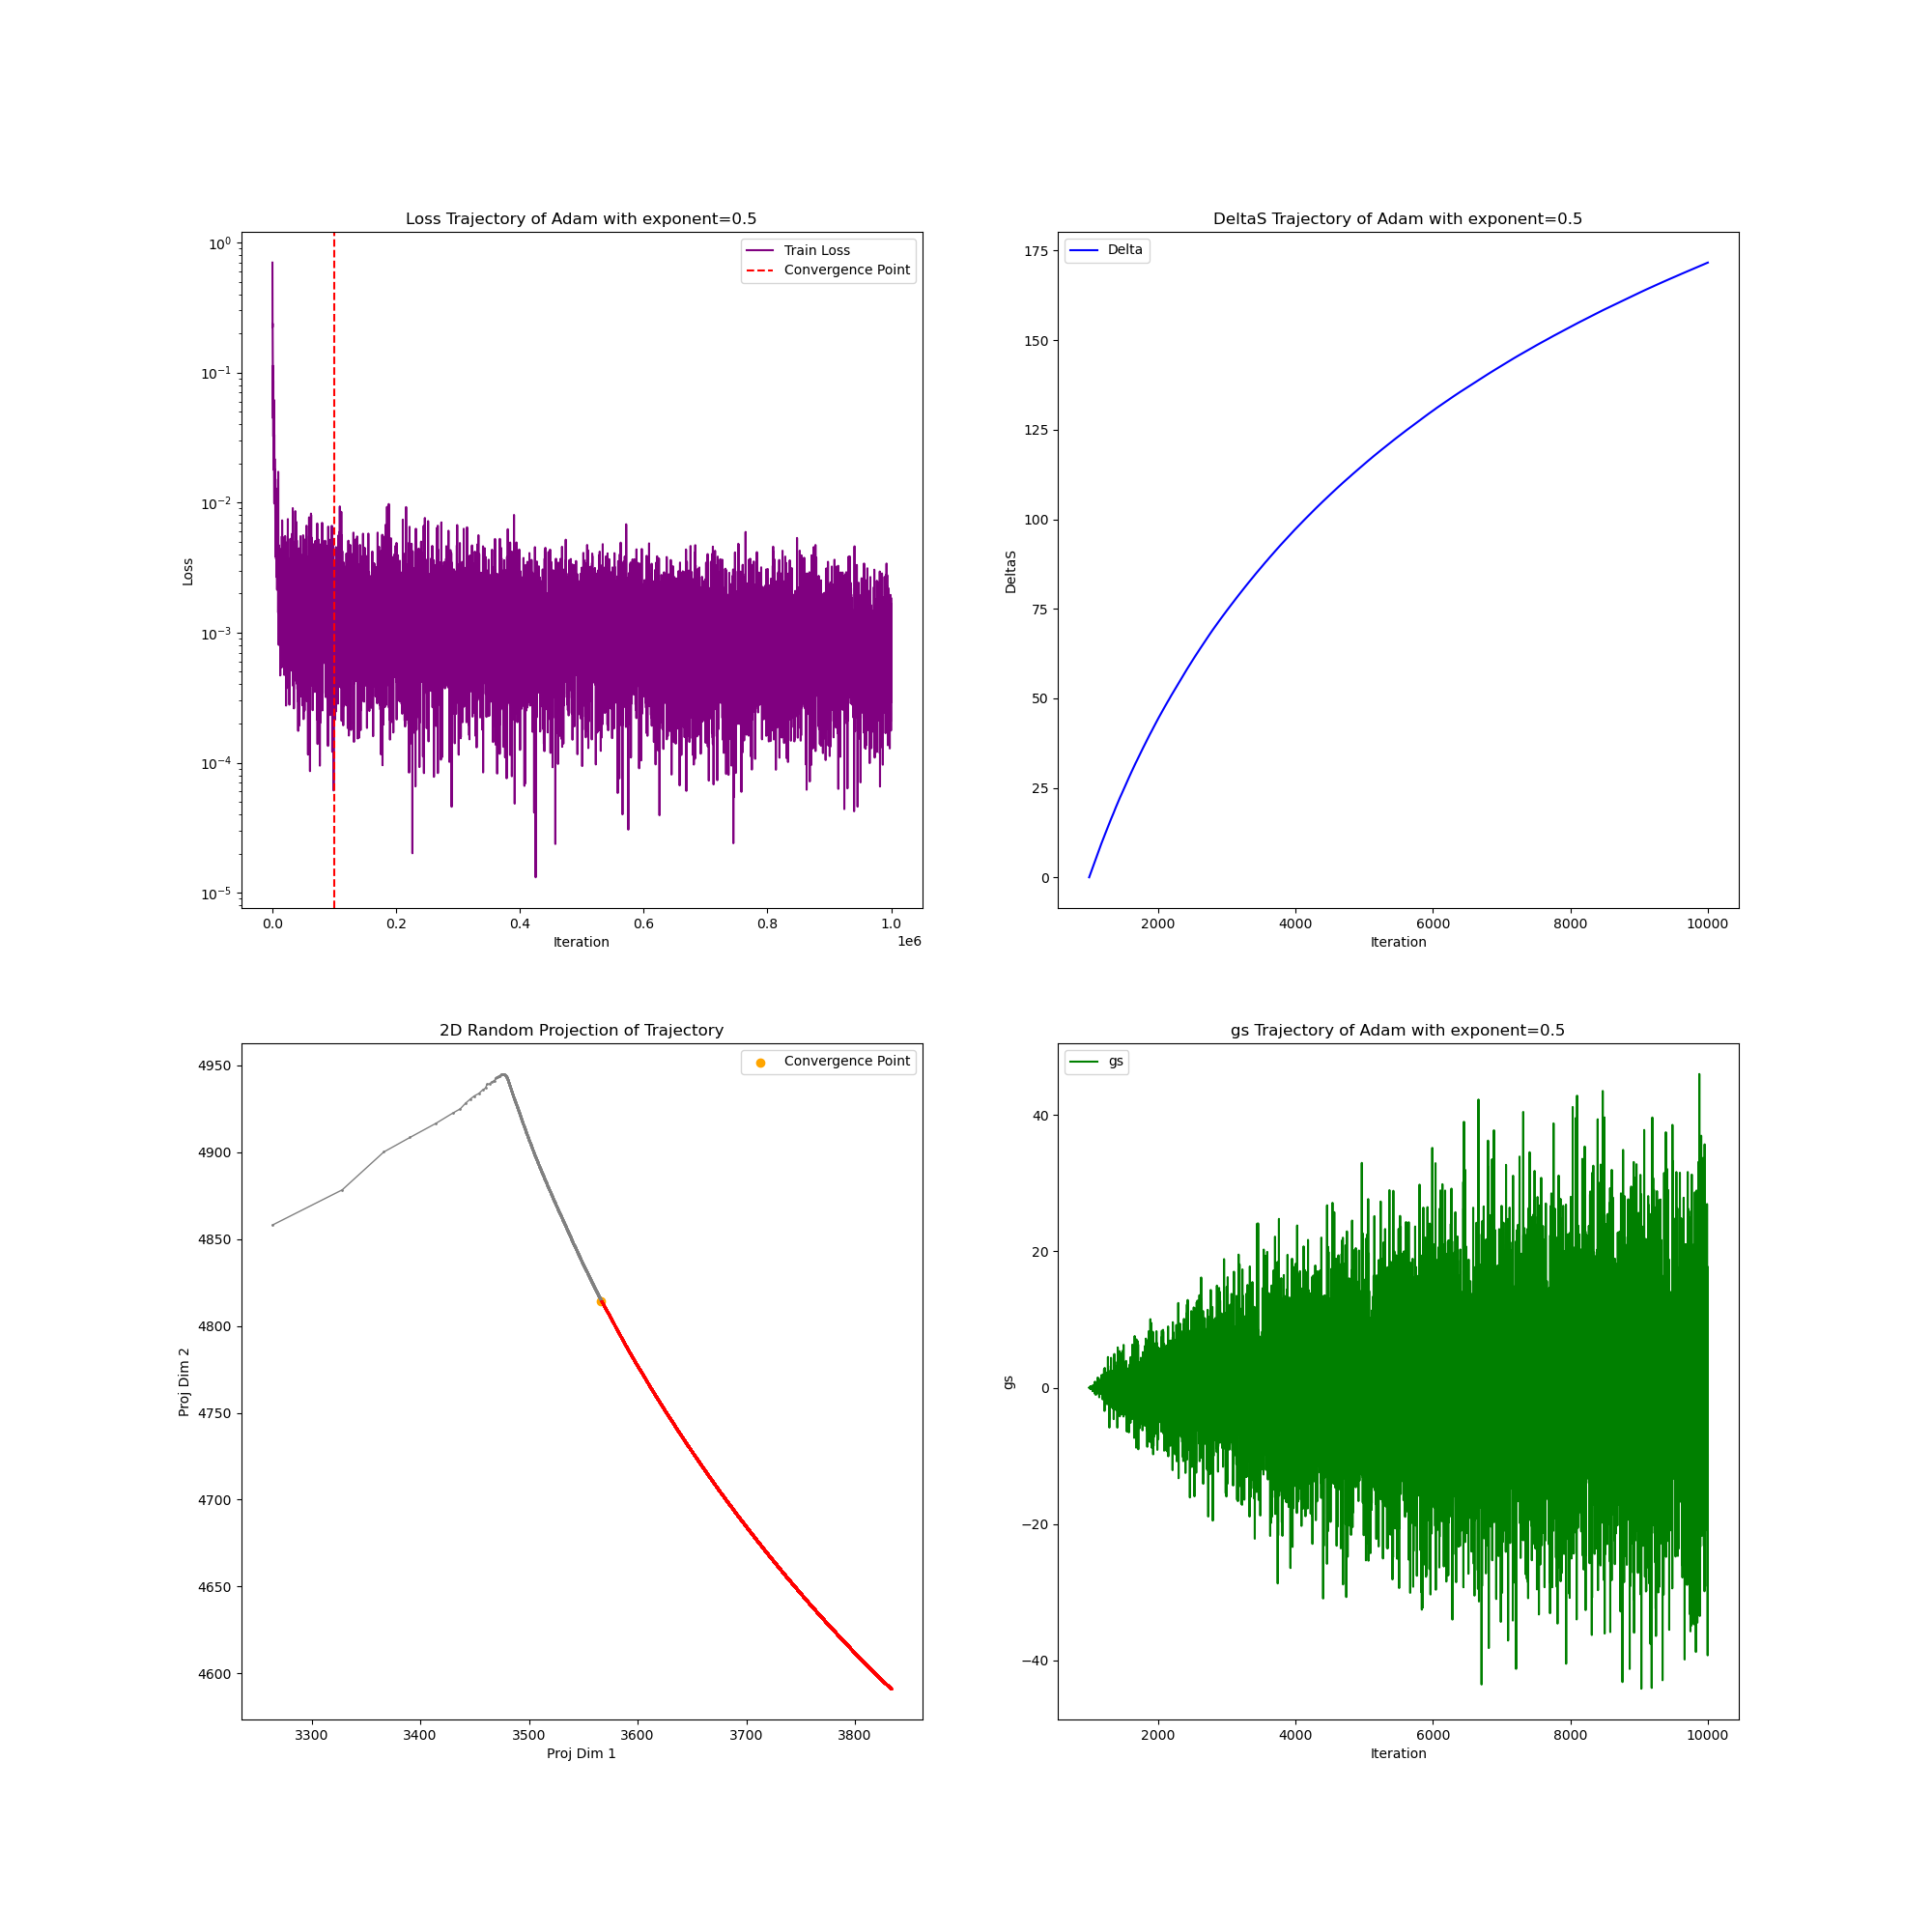 Loss Trajectory of Adam with exponent=0.5
10⁰
10⁻¹
10⁻²
10⁻³
10⁻⁴
10⁻⁵
Loss
Train Loss
Convergence Point
0.0 0.2 0.4 0.6 0.8 1.0
1e6
Iteration
DeltaS Trajectory of Adam with exponent=0.5
175
150
125
100
75
50
25
0
DeltaS
Delta
2000 4000 6000 8000 10000
Iteration
2D Random Projection of Trajectory
4950
4900
4850
4800
4750
4700
4650
4600
Proj Dim 2
Convergence Point
3300 3400 3500 3600 3700 3800
Proj Dim 1
gs Trajectory of Adam with exponent=0.5
40
20
0
−20
−40
gs
gs
2000 4000 6000 8000 10000
Iteration